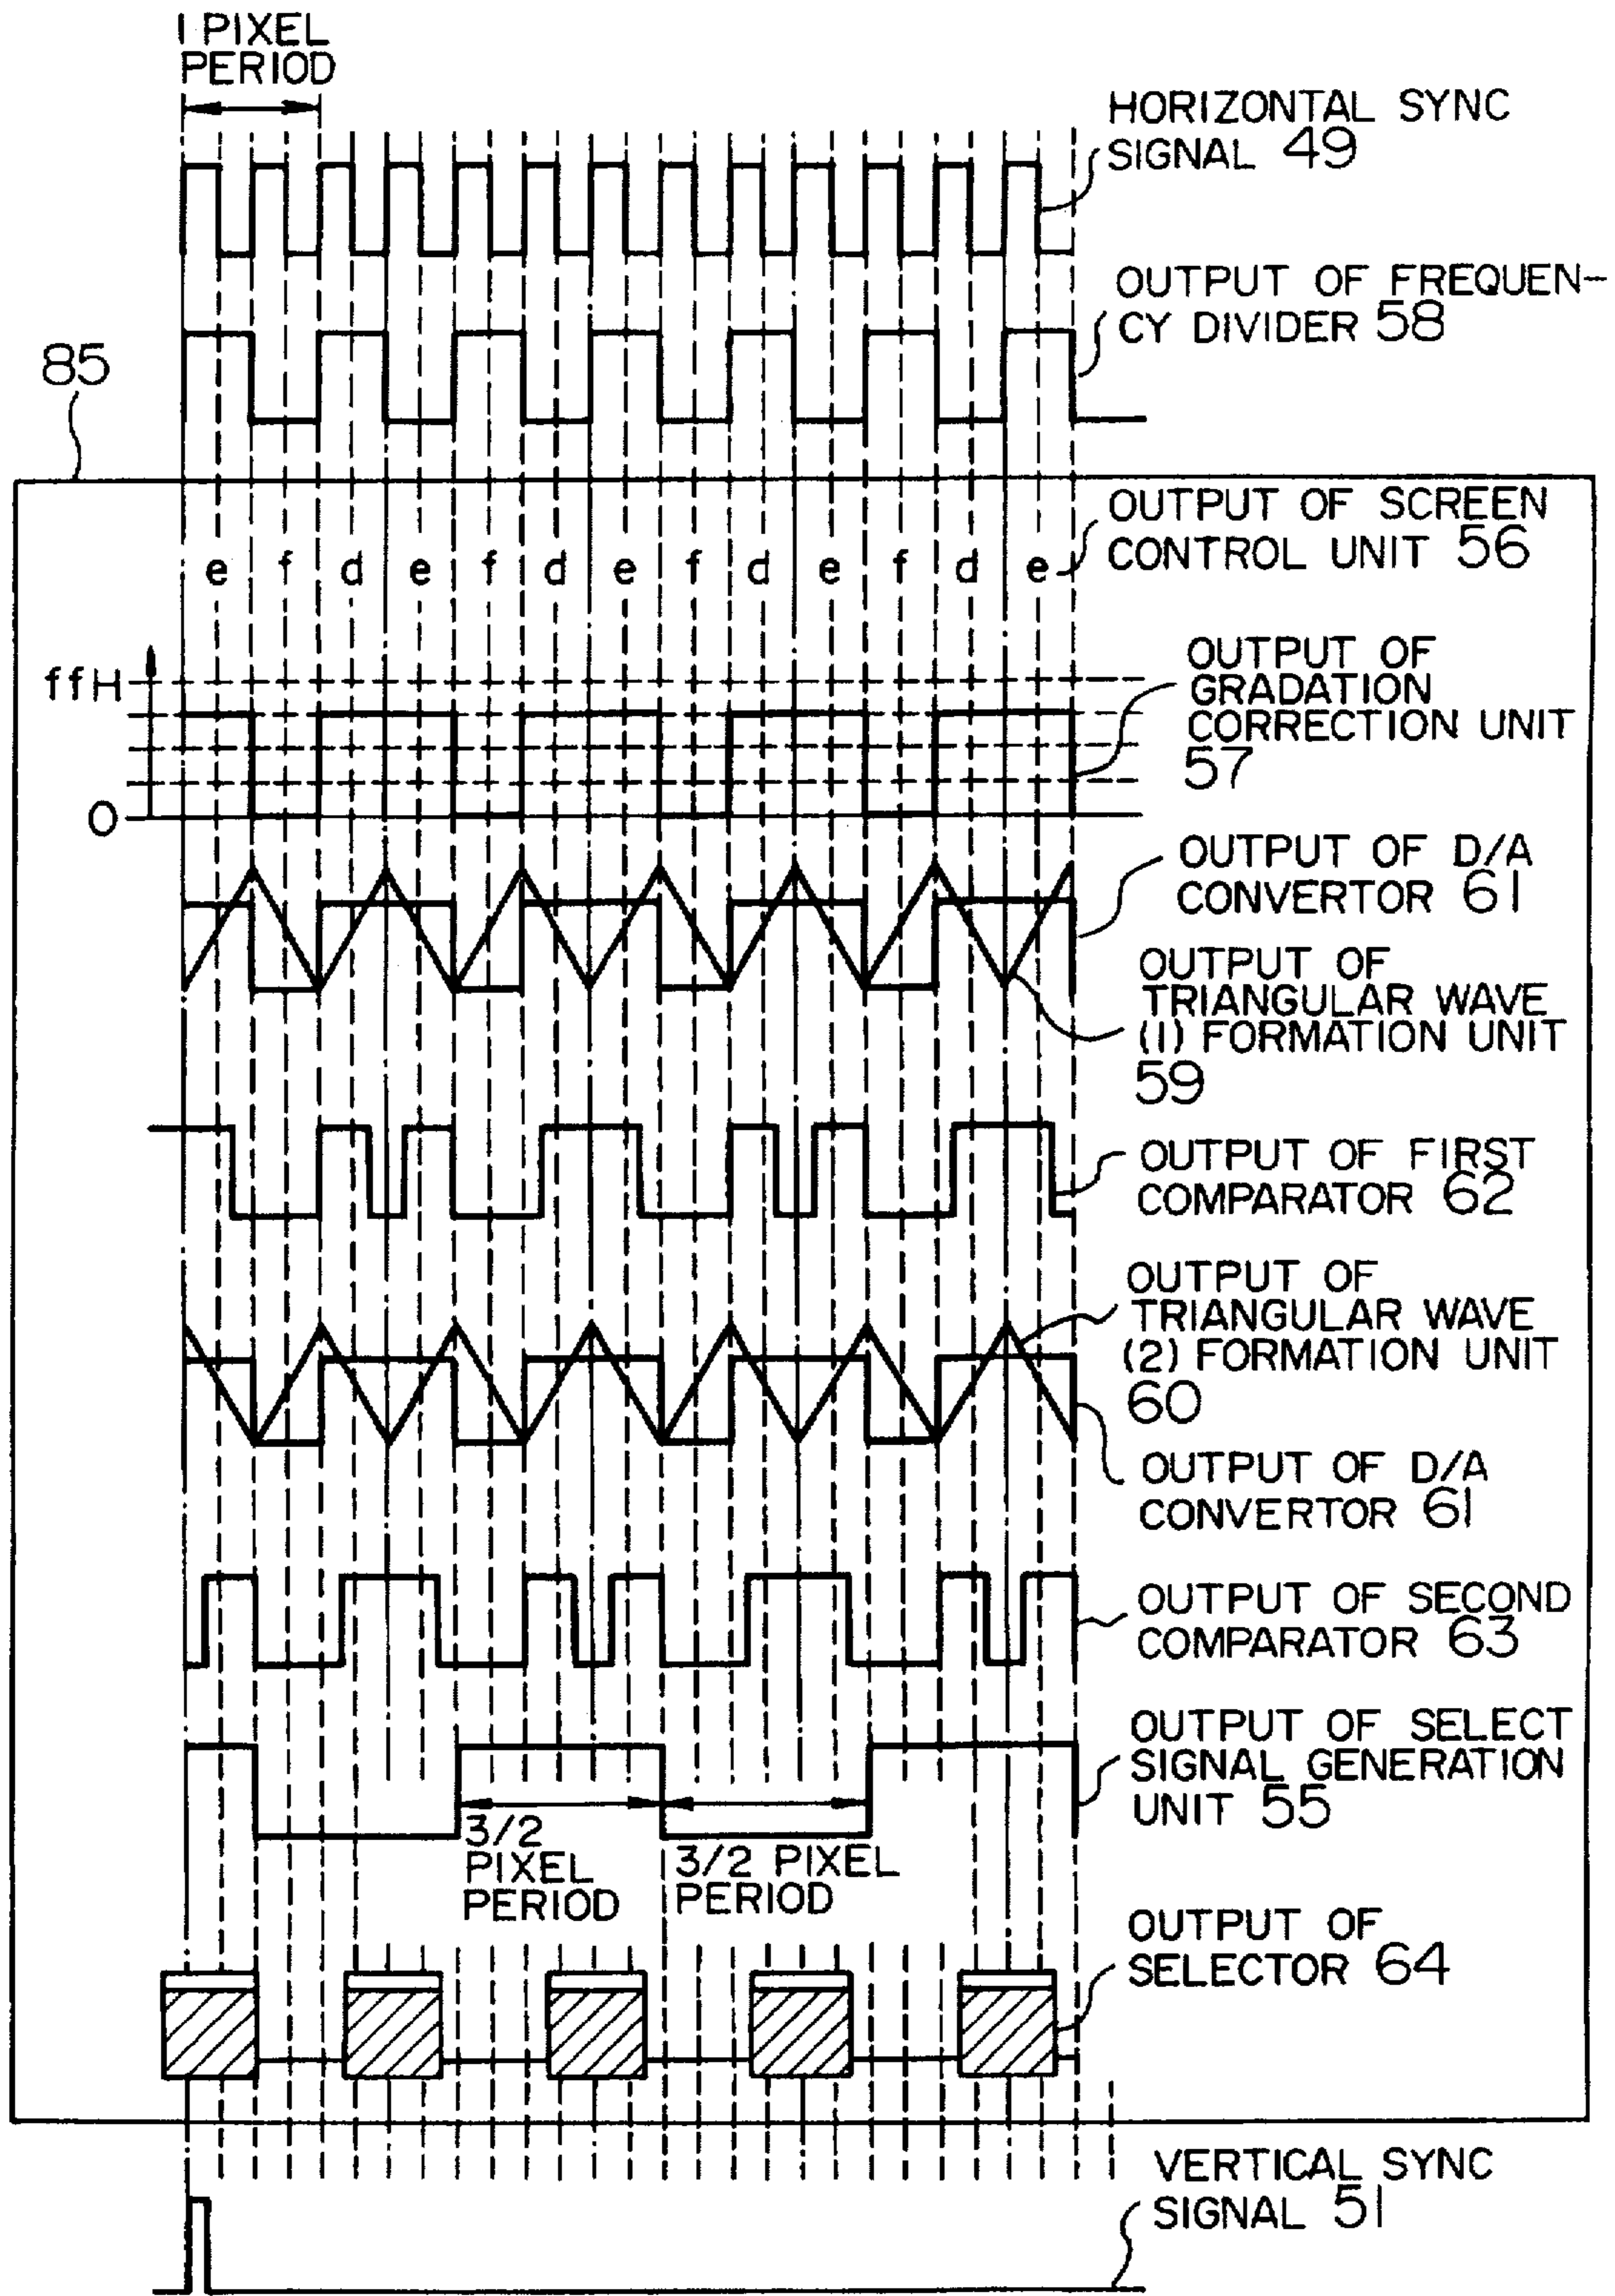 1 PIXEL
PERIOD
HORIZONTAL SYNC
SIGNAL 49
OUTPUT OF FREQUEN-
CY DIVIDER 58
85
OUTPUT OF SCREEN
CONTROL UNIT 56
e f d e f d e f d e f d e
ffH
0
OUTPUT OF
GRADATION
CORRECTION UNIT
57
OUTPUT OF D/A
CONVERTOR 61
OUTPUT OF
TRIANGULAR WAVE
(1) FORMATION UNIT
59
OUTPUT OF FIRST
COMPARATOR 62
OUTPUT OF
TRIANGULAR WAVE
(2) FORMATION UNIT
60
OUTPUT OF D/A
CONVERTOR 61
OUTPUT OF SECOND
COMPARATOR 63
OUTPUT OF SELECT
SIGNAL GENERATION
UNIT 55
3/2
PIXEL
PERIOD
3/2 PIXEL
PERIOD
OUTPUT OF
SELECTOR 64
VERTICAL SYNC
SIGNAL 51